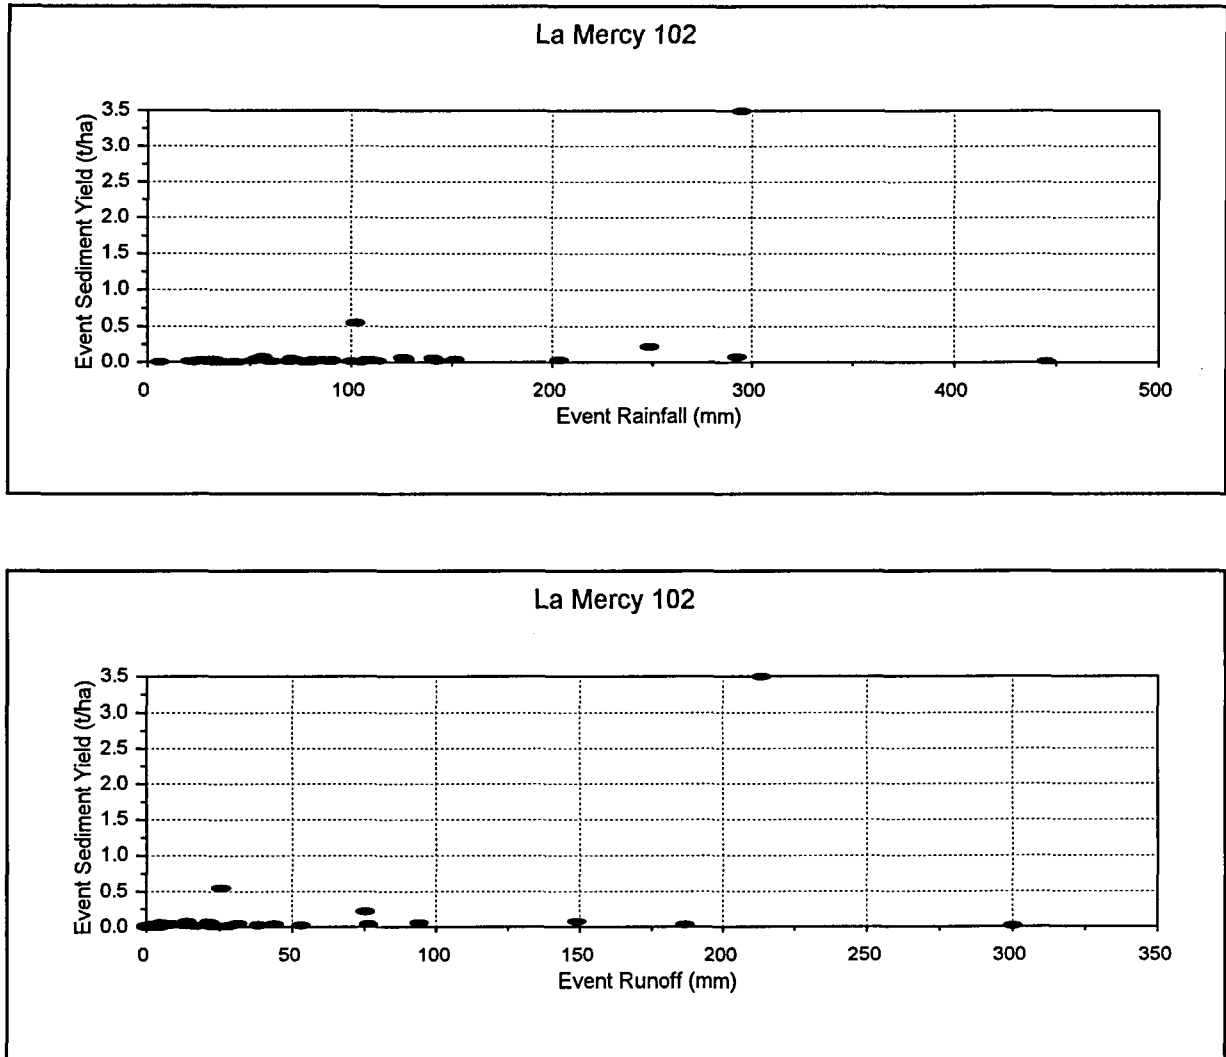 La Mercy 102
Event Sediment Yield (t/ha)
3.5
3.0
2.5
2.0
1.5
1.0
0.5
0.0
0 100 200 300 400 500
Event Rainfall (mm)
La Mercy 102
Event Sediment Yield (t/ha)
3.5
3.0
2.5
2.0
1.5
1.0
0.5
0.0
0 50 100 150 200 250 300 350
Event Runoff (mm)